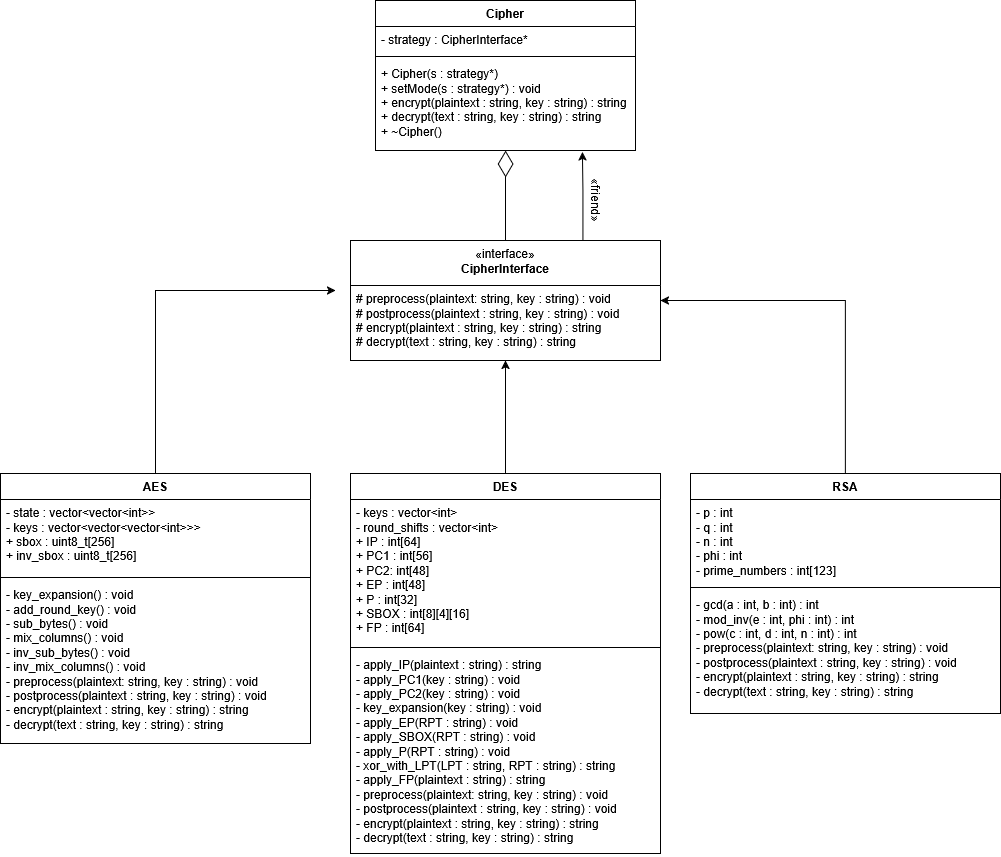 Cipher
- strategy : CipherInterface*
+ Cipher(s : strategy*)
+ setMode(s : strategy*) : void
+ encrypt(plaintext : string, key : string) : string
+ decrypt(text : string, key : string) : string
+ ~Cipher()
«friend»
«interface»
CipherInterface
# preprocess(plaintext: string, key : string) : void
# postprocess(plaintext : string, key : string) : void
# encrypt(plaintext : string, key : string) : string
# decrypt(text : string, key : string) : string
AES
- state : vector<vector<int>>
- keys : vector<vector<vector<int>>>
+ sbox : uint8_t[256]
+ inv_sbox : uint8_t[256]
- key_expansion() : void
- add_round_key() : void
- sub_bytes() : void
- mix_columns() : void
- inv_sub_bytes() : void
- inv_mix_columns() : void
- preprocess(plaintext: string, key : string) : void
- postprocess(plaintext : string, key : string) : void
- encrypt(plaintext : string, key : string) : string
- decrypt(text : string, key : string) : string
DES
- keys : vector<int>
- round_shifts : vector<int>
+ IP : int[64]
+ PC1 : int[56]
+ PC2: int[48]
+ EP : int[48]
+ P : int[32]
+ SBOX : int[8][4][16]
+ FP : int[64]
- apply_IP(plaintext : string) : string
- apply_PC1(key : string) : void
- apply_PC2(key : string) : void
- key_expansion(key : string) : void
- apply_EP(RPT : string) : void
- apply_SBOX(RPT : string) : void
- apply_P(RPT : string) : void
- xor_with_LPT(LPT : string, RPT : string) : string
- apply_FP(plaintext : string) : string
- preprocess(plaintext: string, key : string) : void
- postprocess(plaintext : string, key : string) : void
- encrypt(plaintext : string, key : string) : string
- decrypt(text : string, key : string) : string
RSA
- p : int
- q : int
- n : int
- phi : int
- prime_numbers : int[123]
- gcd(a : int, b : int) : int
- mod_inv(e : int, phi : int) : int
- pow(c : int, d : int, n : int) : int
- preprocess(plaintext: string, key : string) : void
- postprocess(plaintext : string, key : string) : void
- encrypt(plaintext : string, key : string) : string
- decrypt(text : string, key : string) : string